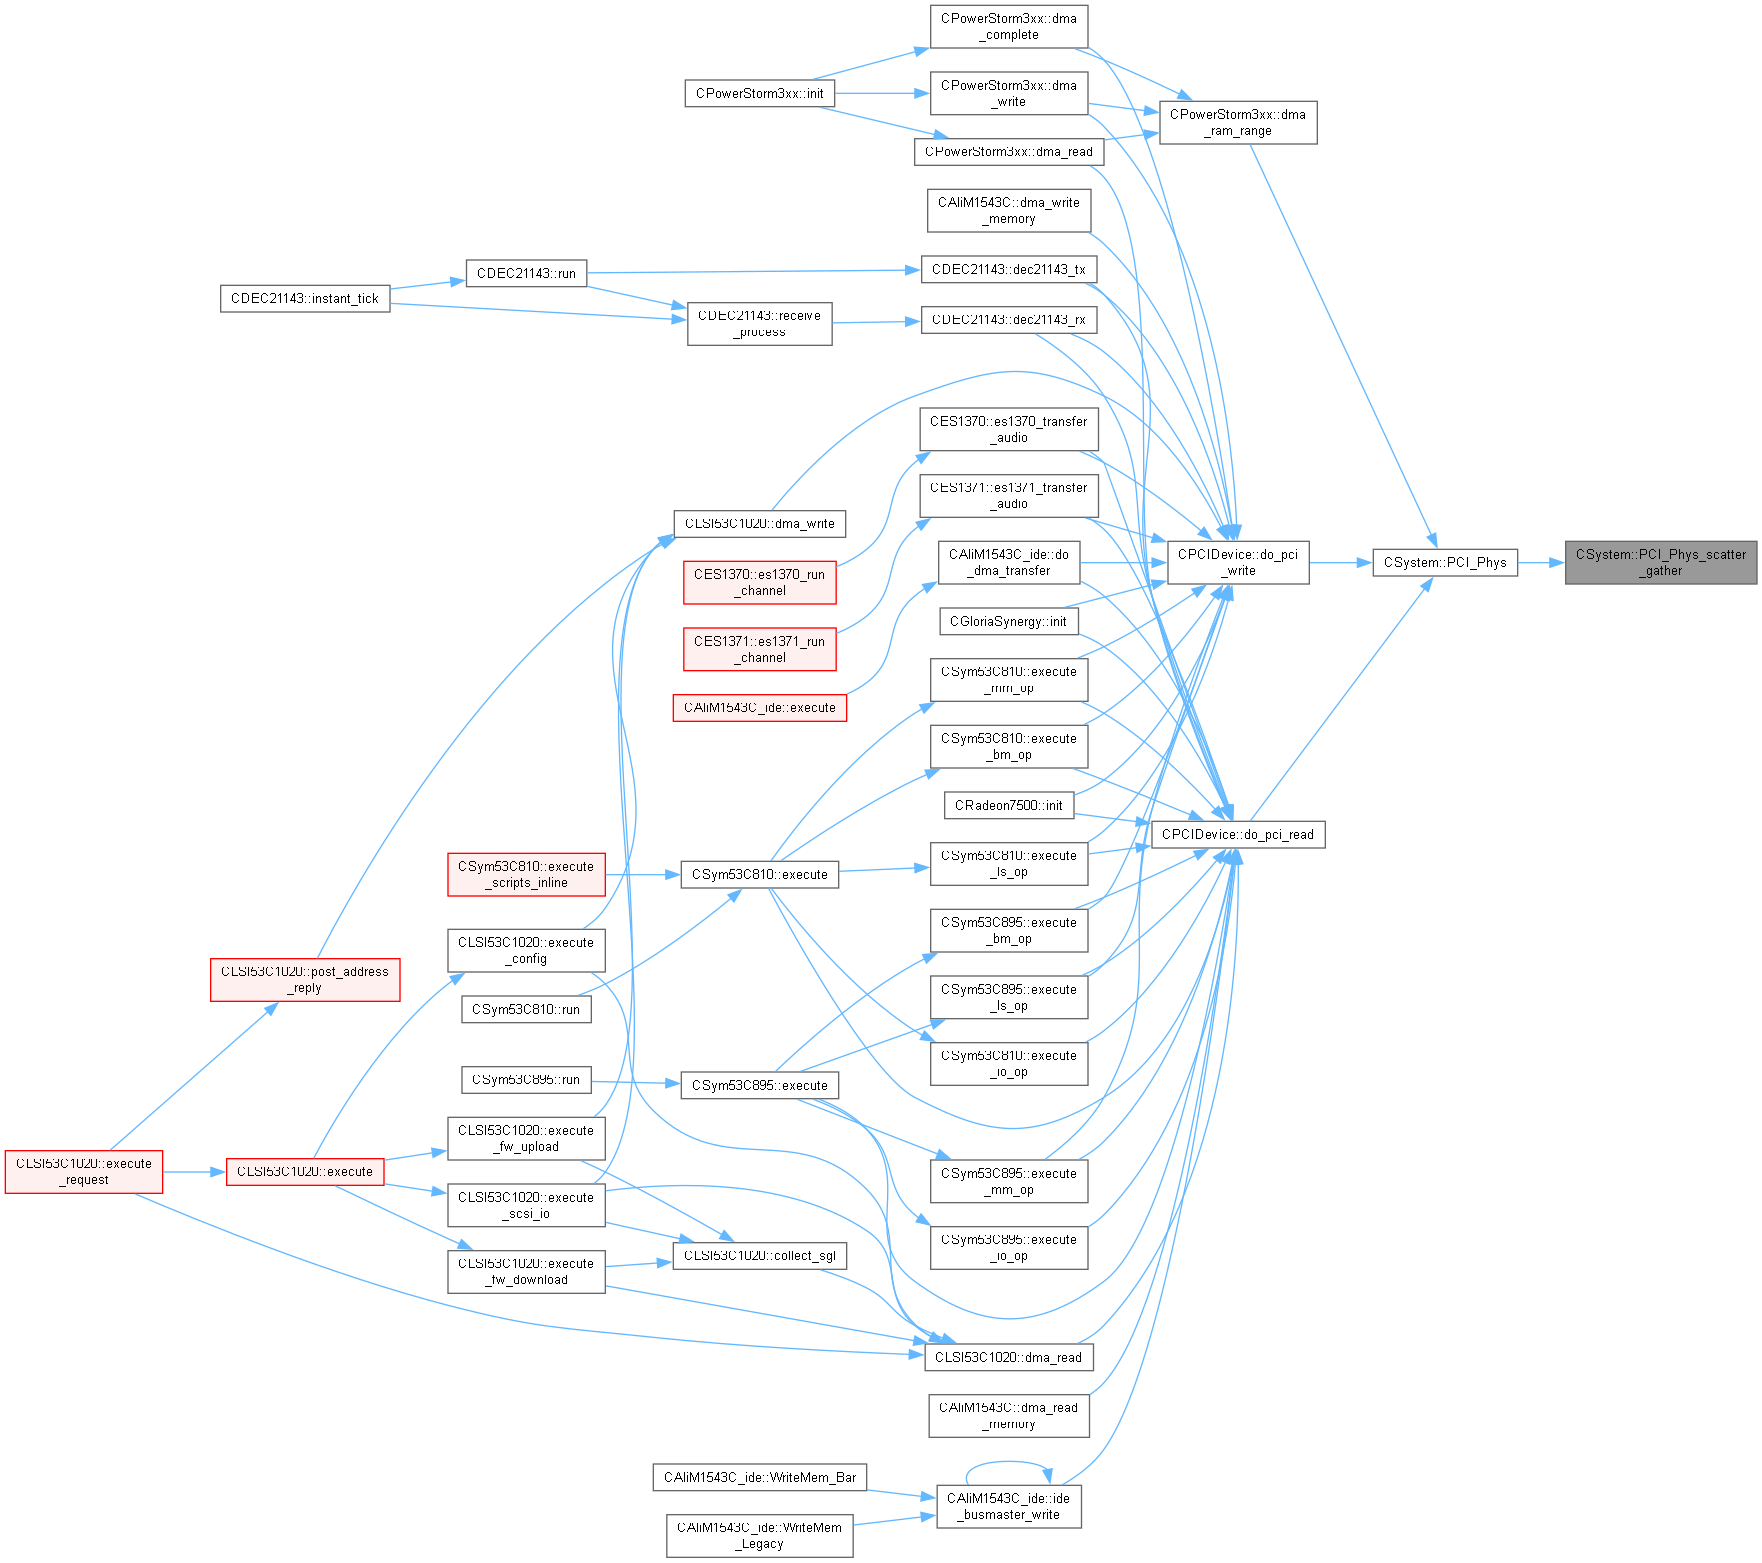 CPowerStorm3xx::dma
_complete
CPowerStorm3xx::init
CPowerStorm3xx::dma
_write
CPowerStorm3xx::dma
_ram_range
CPowerStorm3xx::dma_read
CAliM1543C::dma_write
_memory
CDEC21143::run
CDEC21143::dec21143_tx
CDEC21143::instant_tick
CDEC21143::receive
_process
CDEC21143::dec21143_rx
CES1370::es1370_transfer
_audio
CES1371::es1371_transfer
_audio
CLSI53C1020::dma_write
CES1370::es1370_run
_channel
CAliM1543C_ide::do
_dma_transfer
CPCIDevice::do_pci
_write
CSystem::PCI_Phys
CSystem::PCI_Phys_scatter
_gather
CES1371::es1371_run
_channel
CGloriaSynergy::init
CSym53C810::execute
_mm_op
CAliM1543C_ide::execute
CSym53C810::execute
_bm_op
CRadeon7500::init
CPCIDevice::do_pci_read
CSym53C810::execute
_scripts_inline
CSym53C810::execute
CSym53C810::execute
_ls_op
CLSI53C1020::execute
_config
CSym53C895::execute
_bm_op
CLSI53C1020::post_address
_reply
CSym53C810::run
CSym53C895::execute
_ls_op
CSym53C810::execute
_io_op
CSym53C895::run
CSym53C895::execute
CLSI53C1020::execute
_fw_upload
CLSI53C1020::execute
_request
CLSI53C1020::execute
CSym53C895::execute
_mm_op
CLSI53C1020::execute
_scsi_io
CSym53C895::execute
_io_op
CLSI53C1020::collect_sgl
CLSI53C1020::execute
_fw_download
CLSI53C1020::dma_read
CAliM1543C::dma_read
_memory
CAliM1543C_ide::WriteMem_Bar
CAliM1543C_ide::ide
_busmaster_write
CAliM1543C_ide::WriteMem
_Legacy